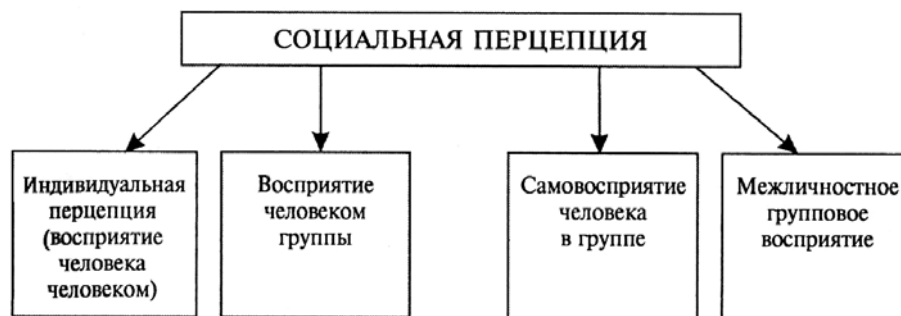 СОЦИАЛЬНАЯ ПЕРЦЕПЦИЯ
Индивидуальная
перцепция
(восприятие
человека
человеком)
Восприятие
человеком
группы
Самовосприятие
человека
в группе
Межличностное
групповое
восприятие